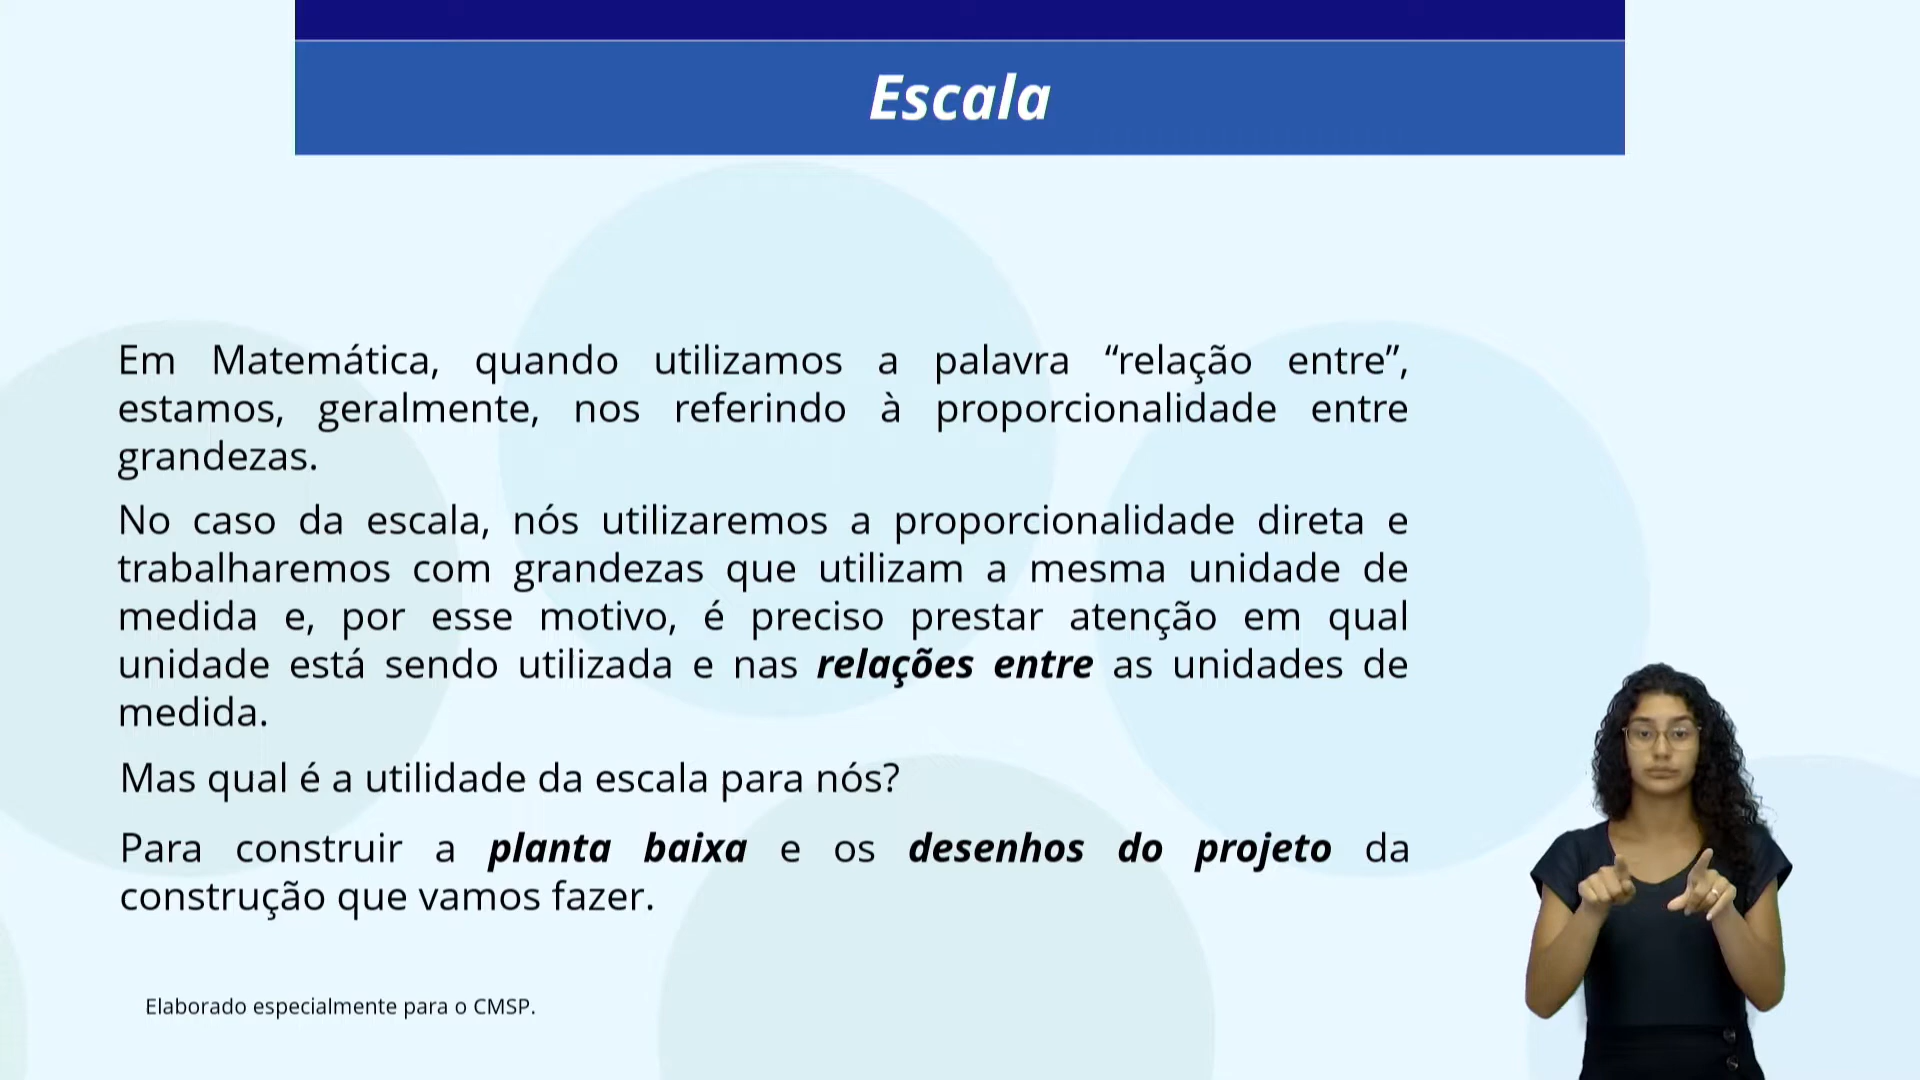 Escala
Em Matemática, quando utilizamos a palavra “relação entre”,
estamos, geralmente, nos referindo à proporcionalidade entre
grandezas.
No caso da escala, nós utilizaremos a proporcionalidade direta e
trabalharemos com grandezas que utilizam a mesma unidade de
medida e, por esse motivo, é preciso prestar atenção em qual
unidade está sendo utilizada e nas relações entre as unidades de
medida.
Mas qual é a utilidade da escala para nós?
Para construir a planta baixa e os desenhos do projeto da
construção que vamos fazer.
Elaborado especialmente para o CMSP.